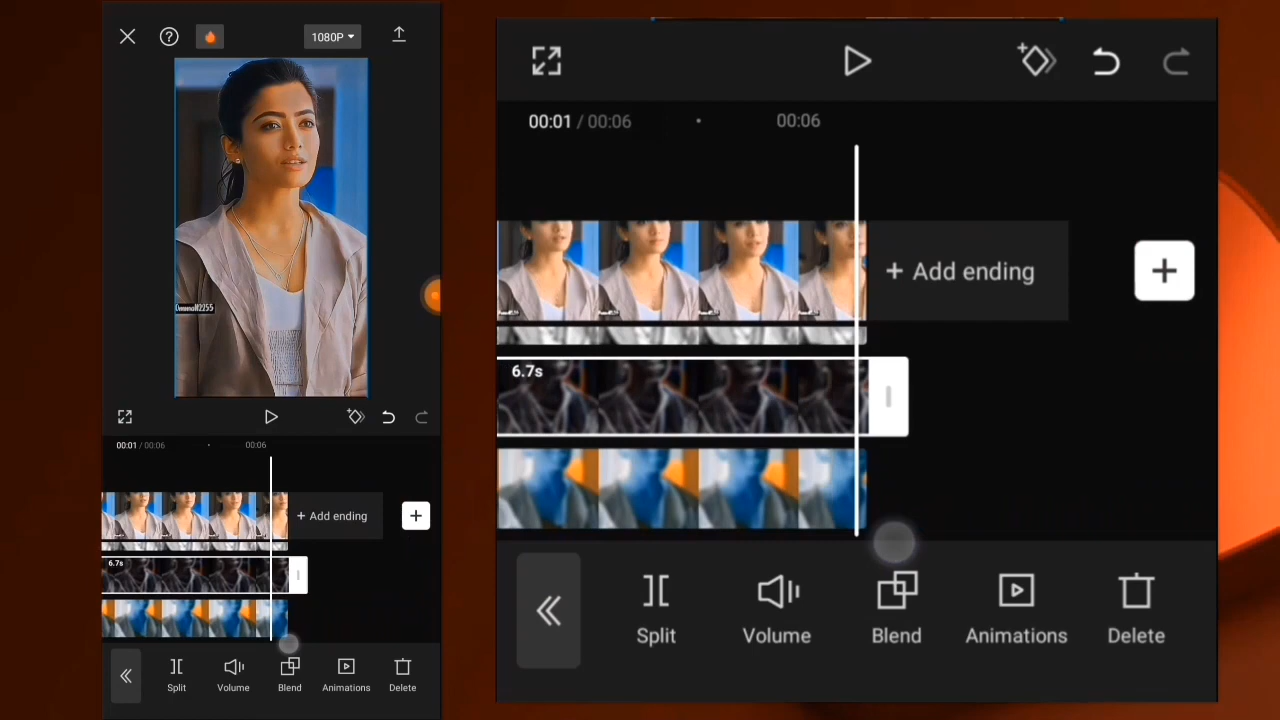 1080P
00:01 / 00:06
00:06
+ Add ending
6.7s
Split
Volume
Blend
Animations
Delete
00:01 / 00:06
00:06
+ Add ending
6.7s
Split
Volume
Blend
Animations
Delete